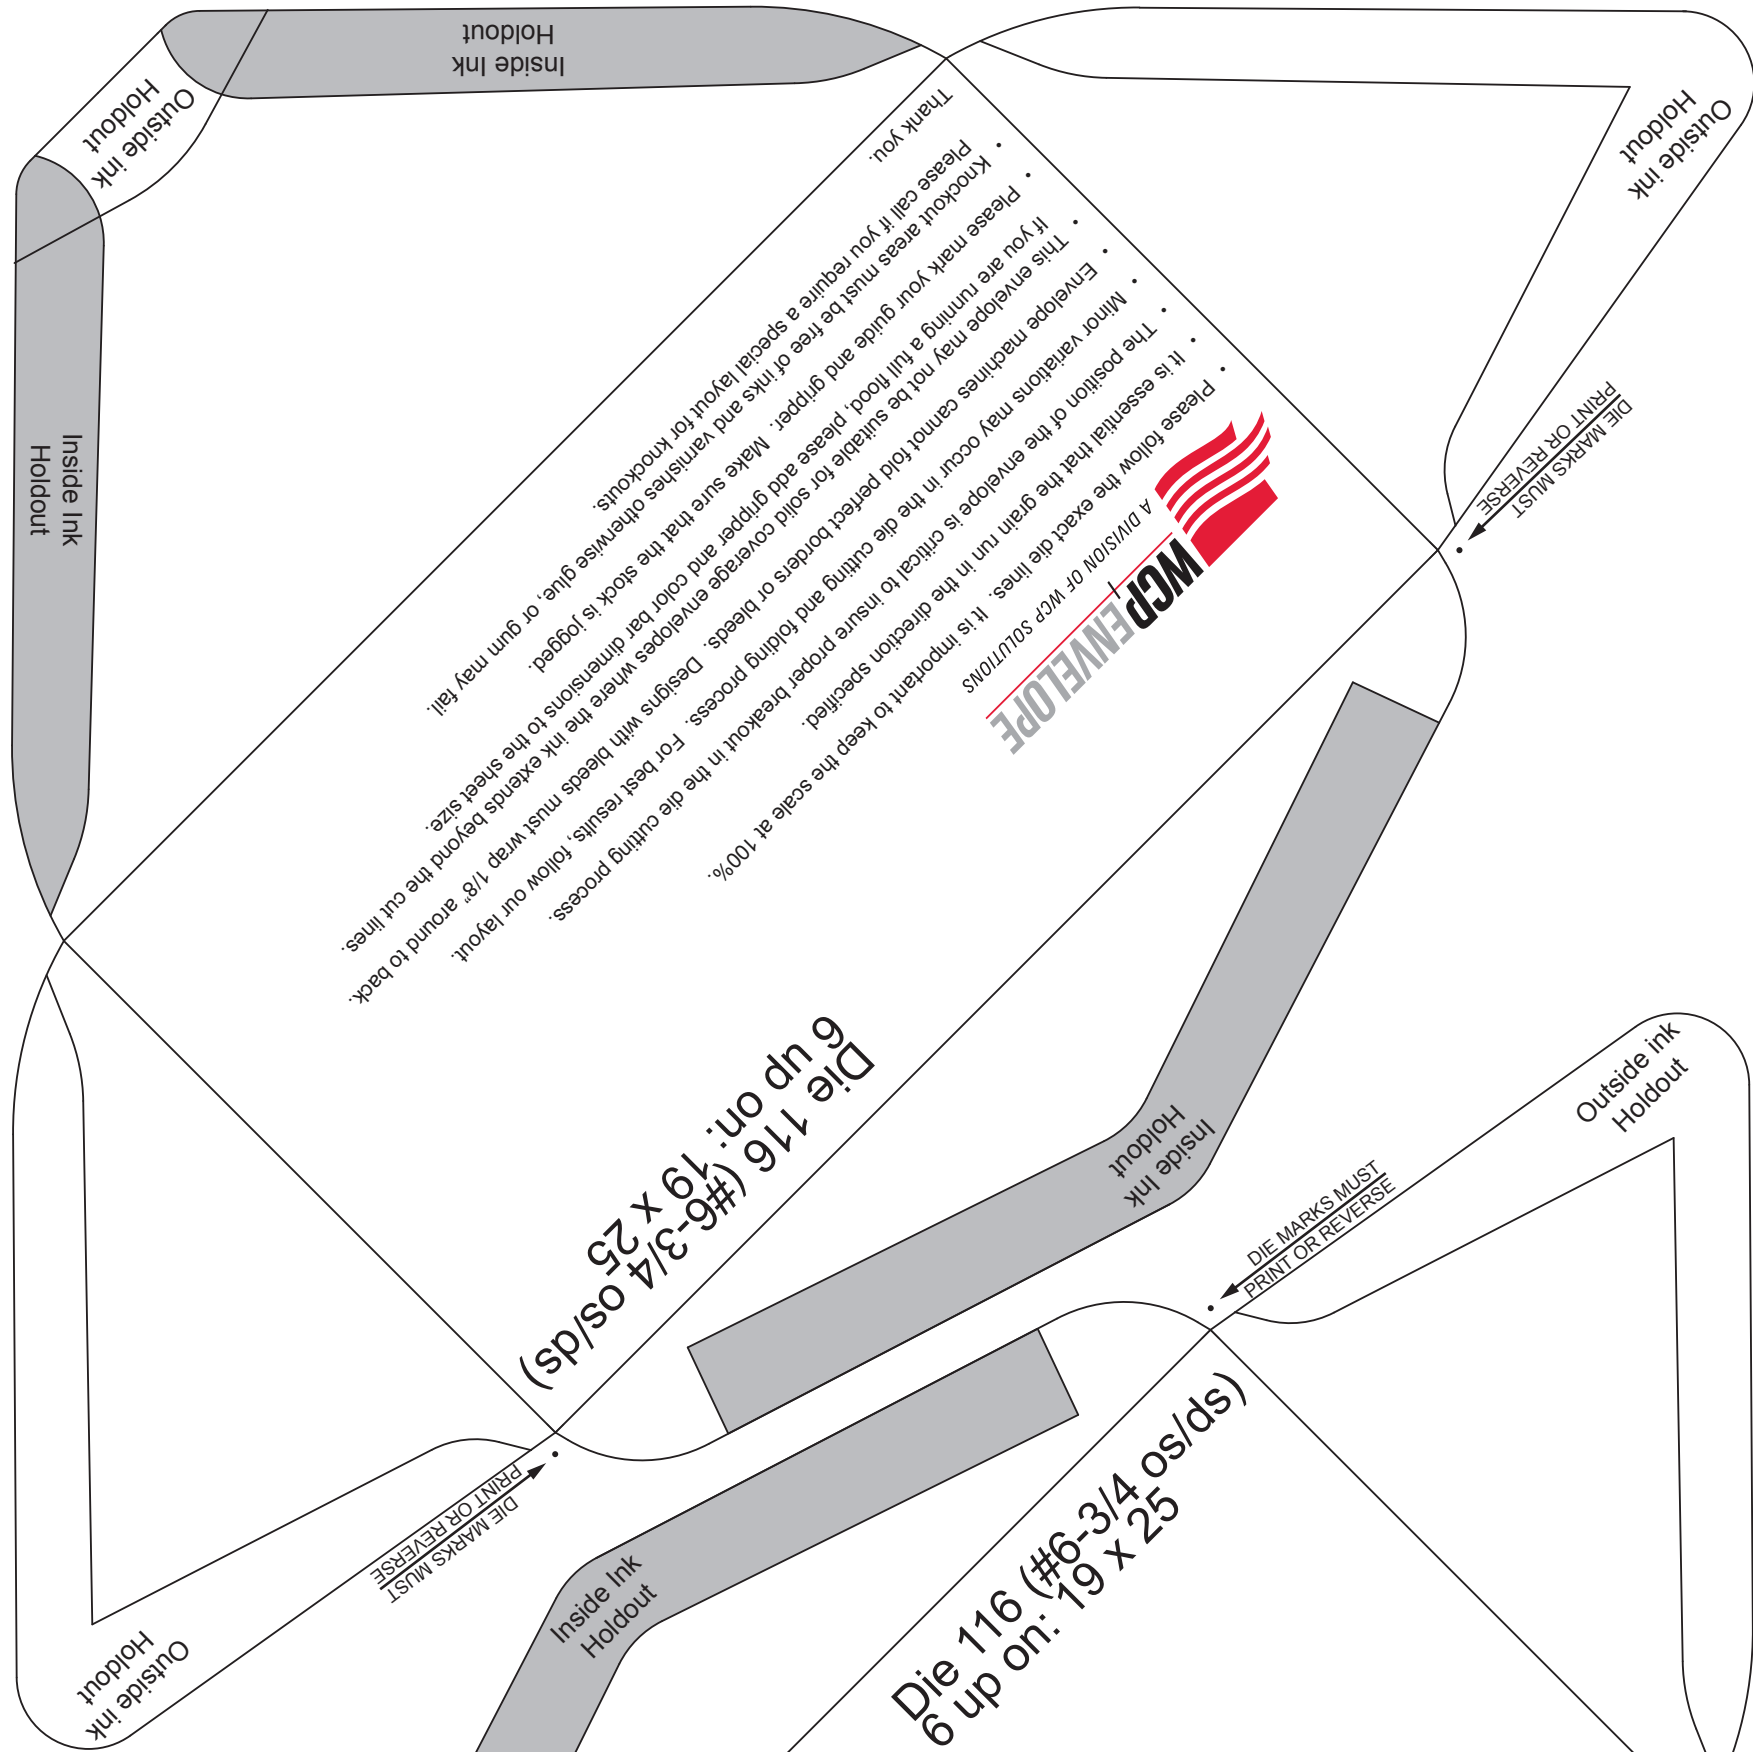 Inside Ink
Holdout
Outside ink
Holdout
Inside Ink
Holdout
Outside ink
Holdout
DIE MARKS MUST
PRINT OR REVERSE
WCP ENVELOPE
A DIVISION OF WCP SOLUTIONS
• Please follow the exact die lines. It is important to keep the scale at 100%.
• It is essential that the grain run in the direction specified.
• The position of the envelope is critical to insure proper breakout in the die cutting process.
• Minor variations may occur in the die cutting and folding process. For best results, follow our layout.
• Envelope machines cannot fold perfect borders or bleeds. Designs with bleeds must wrap 1/8" around to back.
• This envelope may not be suitable for solid coverage envelopes where the ink extends beyond the cut lines.
If you are running a full flood, please add gripper and color bar dimensions to the sheet size.
• Please mark your guide and gripper. Make sure that the stock is jogged.
• Knockout areas must be free of inks and varnishes otherwise glue, or gum may fail.
Please call if you require a special layout for knockouts.
Thank you.
Die 116 (#6-3/4 os/ds)
6 up on: 19 x 25
Inside Ink
Holdout
DIE MARKS MUST
PRINT OR REVERSE
Outside ink
Holdout
Outside ink
Holdout
DIE MARKS MUST
PRINT OR REVERSE
Inside Ink
Holdout
Die 116 (#6-3/4 os/ds)
6 up on: 19 x 25